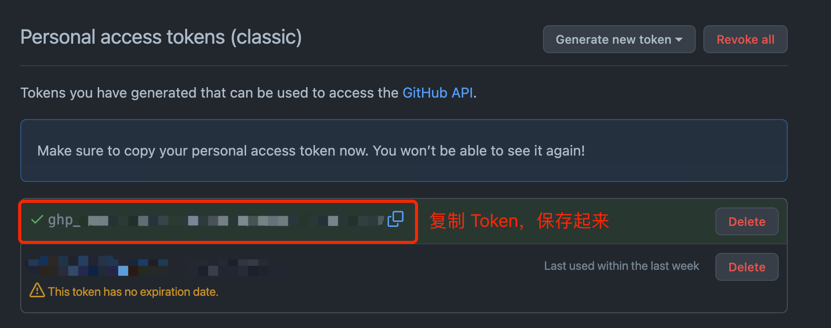 Personal access tokens (classic)
Generate new token
Revoke all
Tokens you have generated that can be used to access the GitHub API.
Make sure to copy your personal access token now. You won’t be able to see it again!
ghp_
复制 Token，保存起来
Delete
Last used within the last week
Delete
This token has no expiration date.